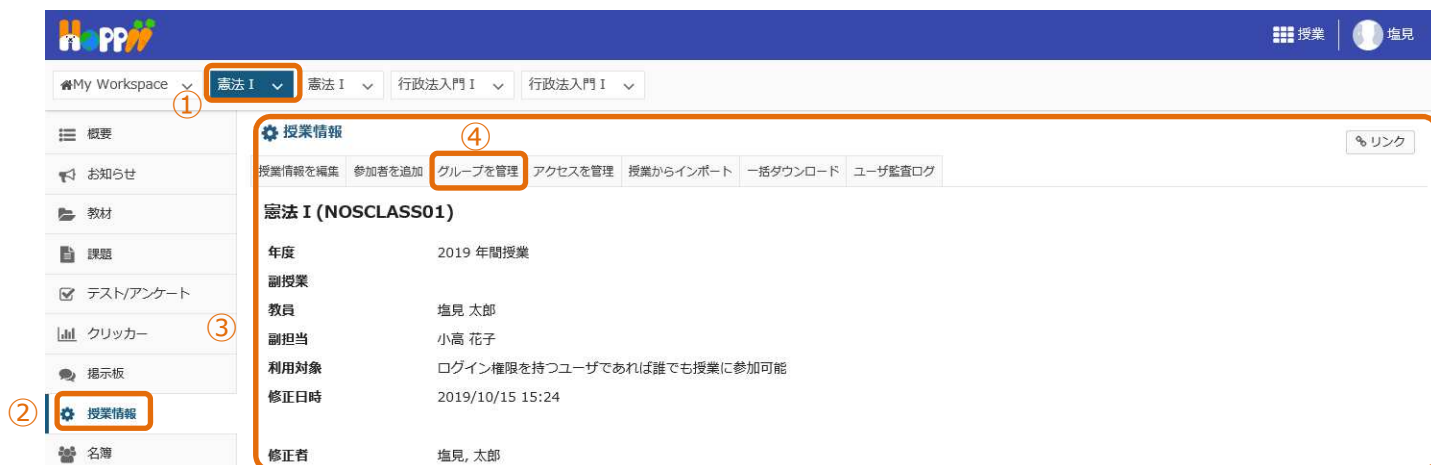 HoPPii
授業 塩見
My Workspace 憲法Ⅰ 憲法Ⅰ 行政法入門Ⅰ 行政法入門Ⅰ
①
概要
お知らせ
教材
課題
テスト/アンケート
クリッカー
③
掲示板
②
授業情報
名簿
授業情報
④
リンク
授業情報を編集 参加者を追加 グループを管理 アクセスを管理 授業からインポート 一括ダウンロード ユーザ監査ログ
憲法Ⅰ(NOSCLASS01)
年度 2019 年間授業
副授業
教員 塩見 太郎
副担当 小高 花子
利用対象 ログイン権限を持つユーザであれば誰でも授業に参加可能
修正日時 2019/10/15 15:24
修正者 塩見, 太郎